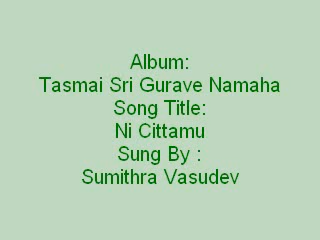 Album:
Tasmai Sri Gurave Namaha
Song Title:
Ni Cittamu
Sung By :
Sumithra Vasudev